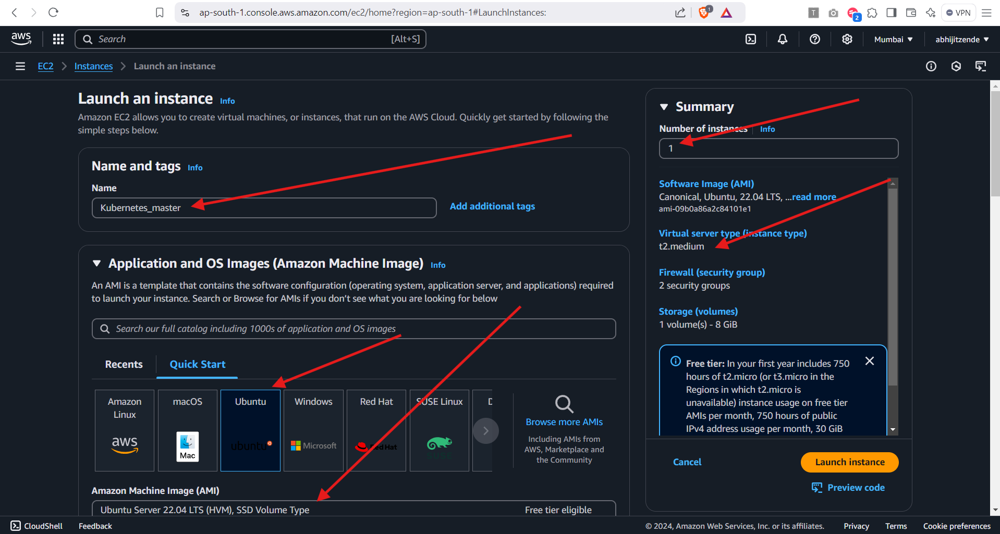 ap-south-1.console.aws.amazon.com/ec2/home?region=ap-south-1#LaunchInstances:
1
T
2
VPN
aws
Search
[Alt+S]
Mumbai
abhijitzende
EC2
Instances
Launch an instance
Launch an instance Info
Amazon EC2 allows you to create virtual machines, or instances, that run on the AWS Cloud. Quickly get started by following the
simple steps below.
Name and tags Info
Name
Kubernetes_master
Add additional tags
Application and OS Images (Amazon Machine Image) Info
An AMI is a template that contains the software configuration (operating system, application server, and applications) required
to launch your instance. Search or Browse for AMIs if you don't see what you are looking for below
Search our full catalog including 1000s of application and OS images
Recents
Quick Start
Amazon
Linux
aws
macOS
Mac
Ubuntu
ubuntu
Windows
Microsoft
Red Hat
Red Hat
SUSE Linux
SUSE
D
Browse more AMIs
Including AMIs from
AWS, Marketplace and
the Community
Amazon Machine Image (AMI)
Ubuntu Server 22.04 LTS (HVM), SSD Volume Type
Free tier eligible
Summary
Number of instances Info
1
Software Image (AMI)
Canonical, Ubuntu, 22.04 LTS, ...read more
ami-09b0a86a2c84101e1
Virtual server type (instance type)
t2.medium
Firewall (security group)
2 security groups
Storage (volumes)
1 volume(s) - 8 GiB
Free tier: In your first year includes 750
hours of t2.micro (or t3.micro in the
Regions in which t2.micro is
unavailable) instance usage on free tier
AMIs per month, 750 hours of public
IPv4 address usage per month, 30 GiB
Cancel
Launch instance
Preview code
CloudShell
Feedback
© 2024, Amazon Web Services, Inc. or its affiliates.
Privacy
Terms
Cookie preferences